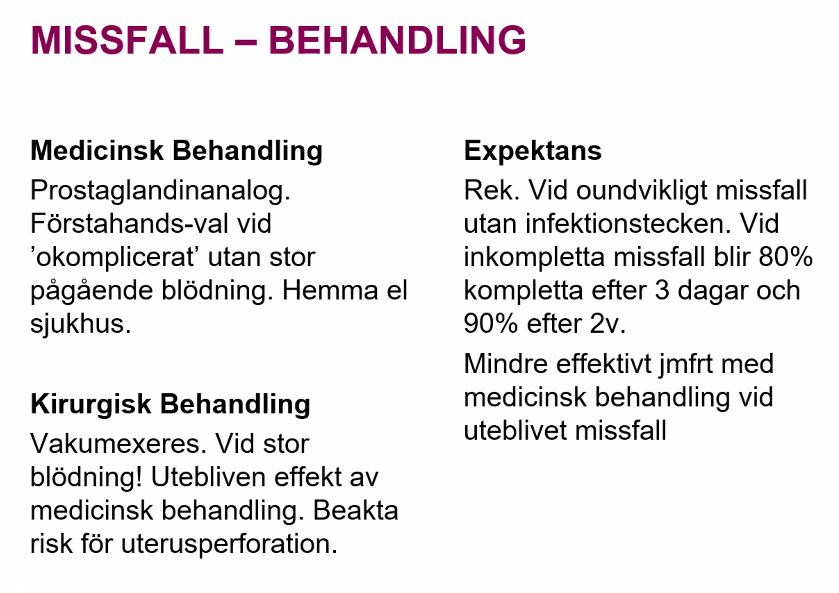 MISSFALL – BEHANDLING
Medicinsk Behandling
Prostaglandinanalog.
Förstahands-val vid
’okomplicerat’ utan stor
pågående blödning. Hemma el
sjukhus.
Kirurgisk Behandling
Vakumexeres. Vid stor
blödning! Utebliven effekt av
medicinsk behandling. Beakta
risk för uterusperforation.
Expektans
Rek. Vid oundvikligt missfall
utan infektionstecken. Vid
inkompletta missfall blir 80%
kompletta efter 3 dagar och
90% efter 2v.
Mindre effektivt jmfrt med
medicinsk behandling vid
uteblivet missfall